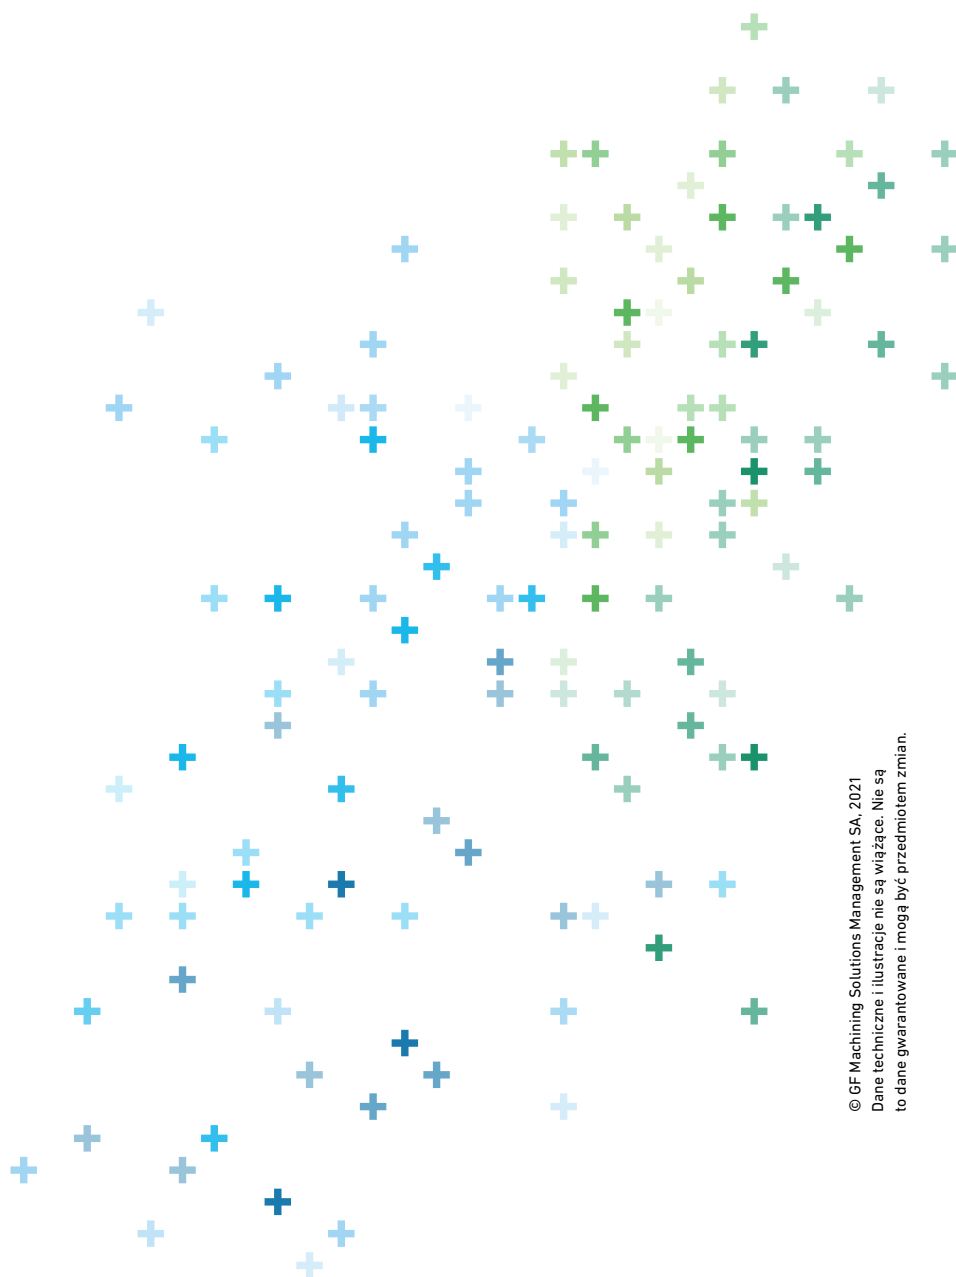 © GF Machining Solutions Management SA, 2021
Dane techniczne i ilustracje nie są wiążące. Nie są
to dane gwarantowane i mogą być przedmiotem zmian.